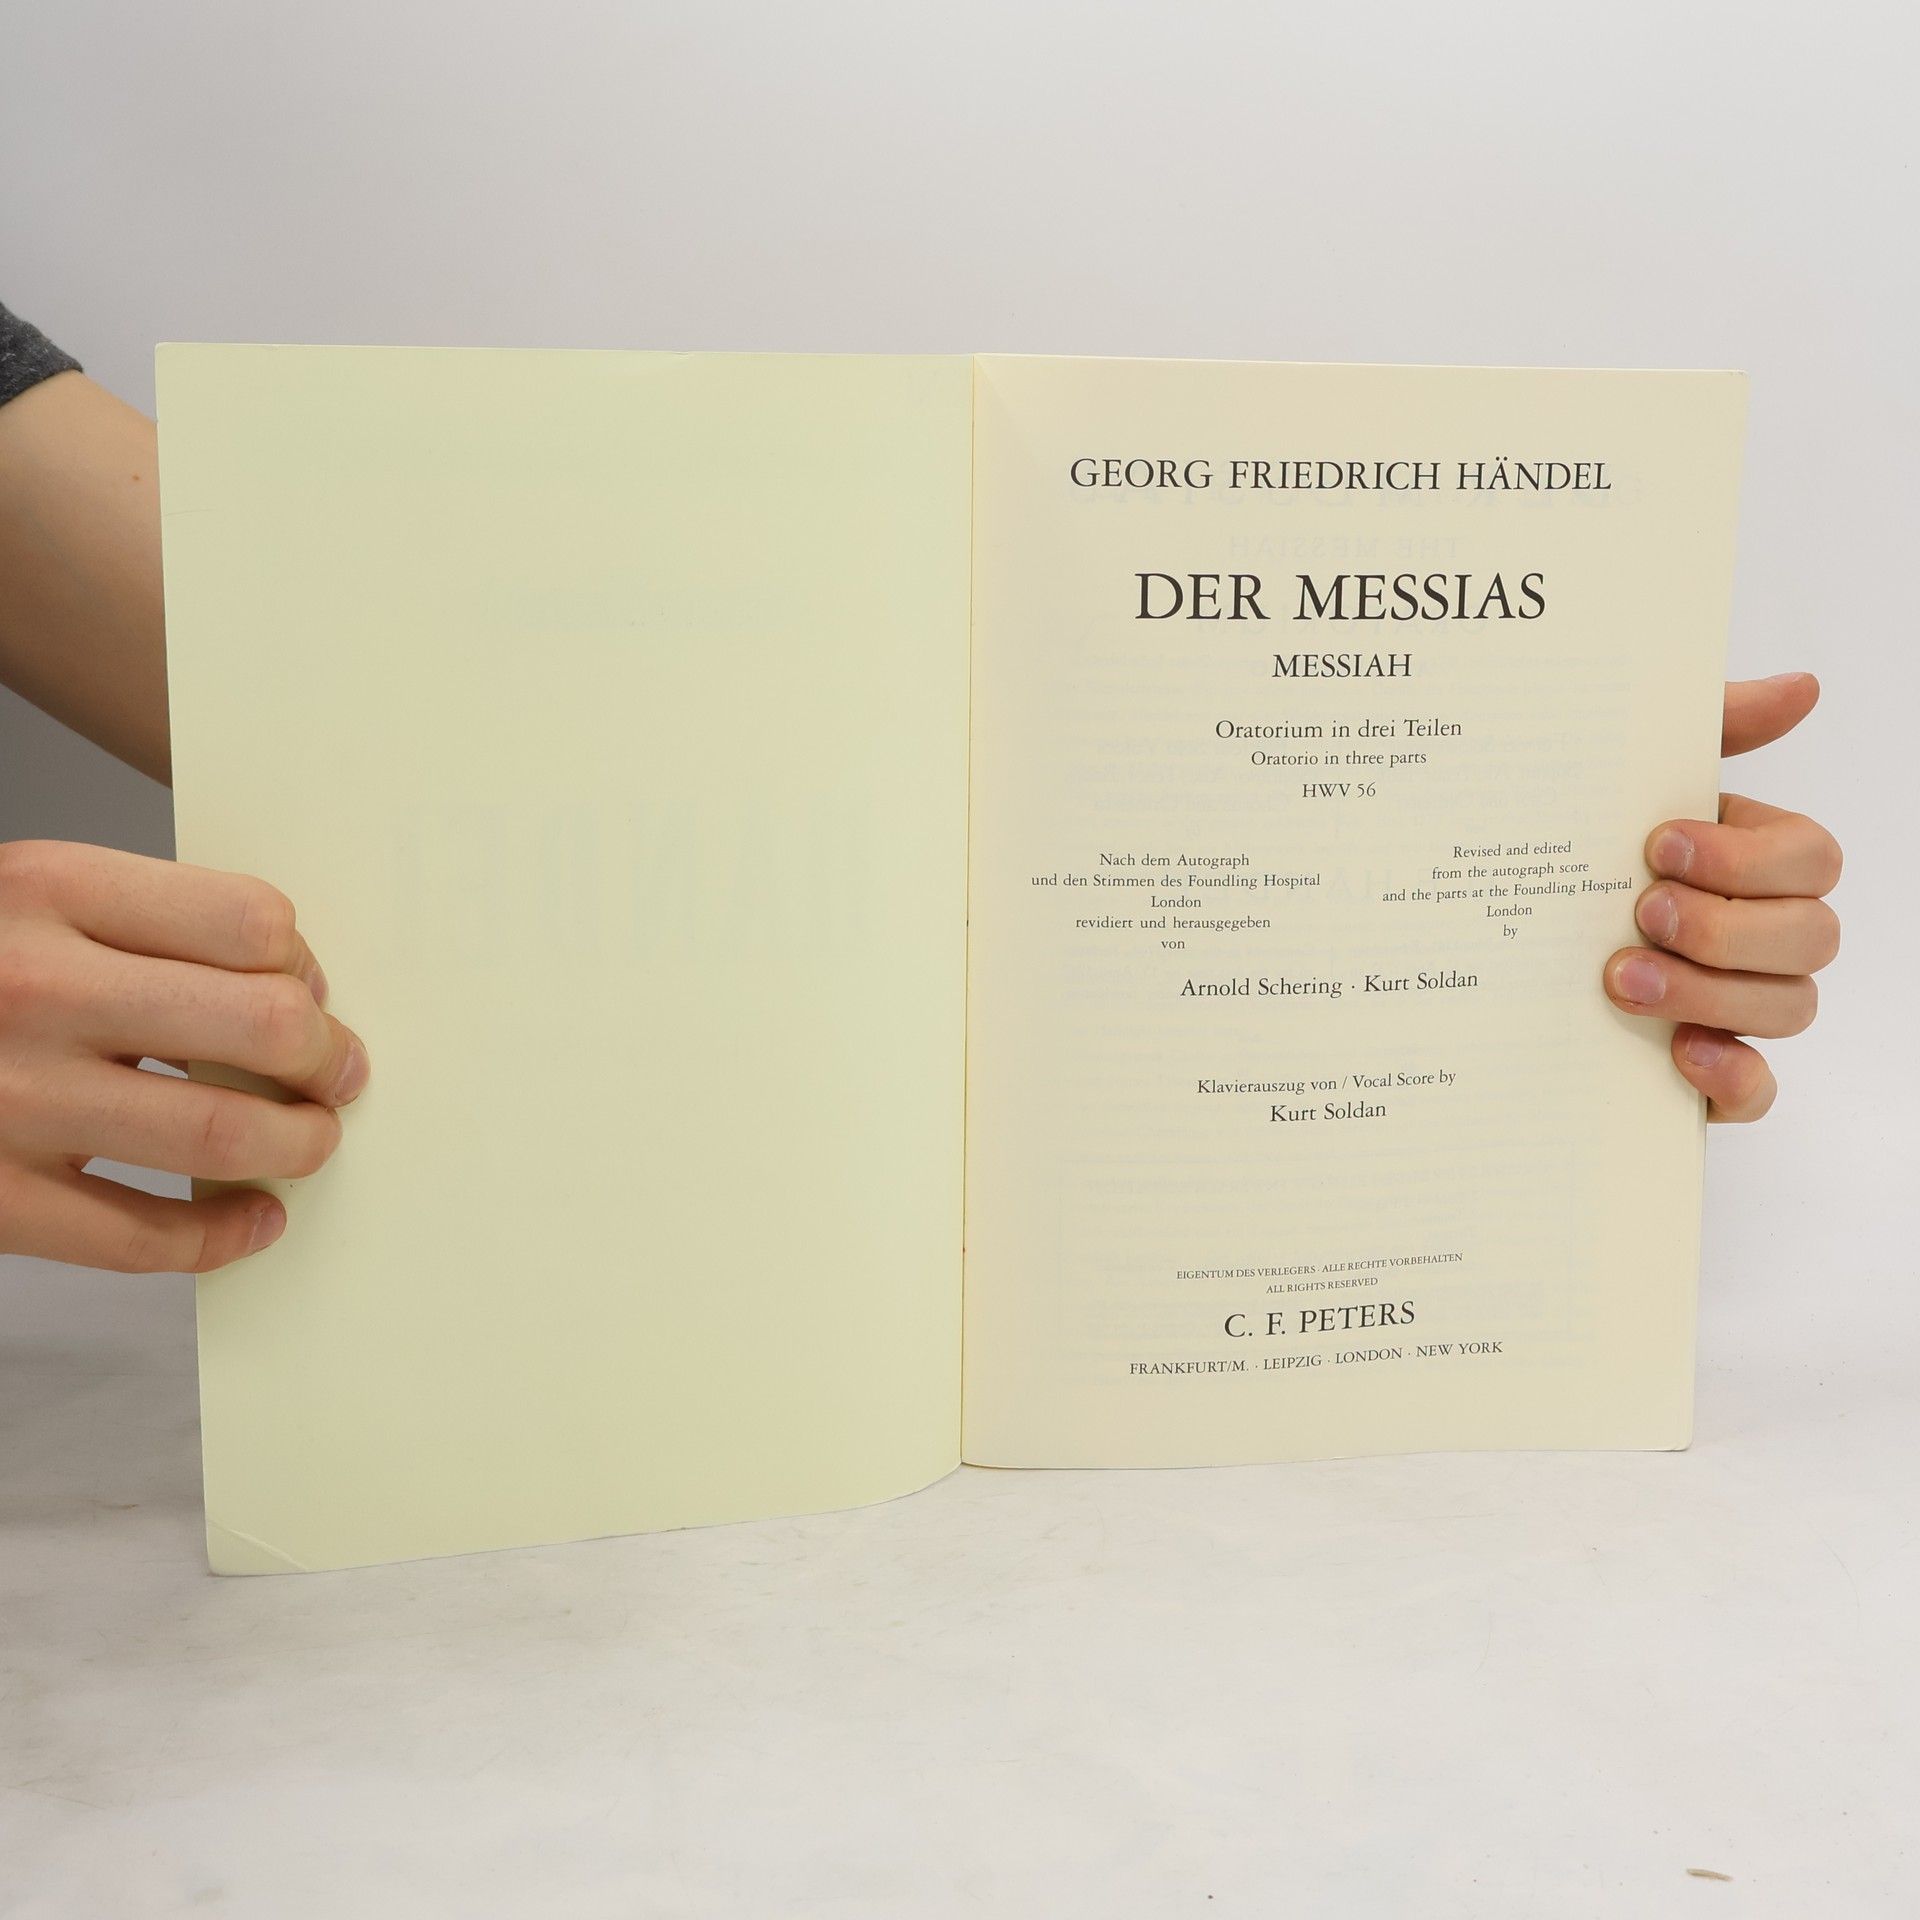 GEORG FRIEDRICH HÄNDEL
DER MESSIAS
MESSIAH
Oratorium in drei Teilen
Oratorio in three parts
HWV 56
Nach dem Autograph
und den Stimmen des Foundling Hospital
London
revidiert und herausgegeben
von
Revised and edited
from the autograph score
and the parts at the Foundling Hospital
London
by
Arnold Schering · Kurt Soldan
Klavierauszug von / Vocal Score by
Kurt Soldan
EIGENTUM DES VERLEGERS · ALLE RECHTE VORBEHALTEN
ALL RIGHTS RESERVED
C. F. PETERS
FRANKFURT/M. · LEIPZIG · LONDON · NEW YORK